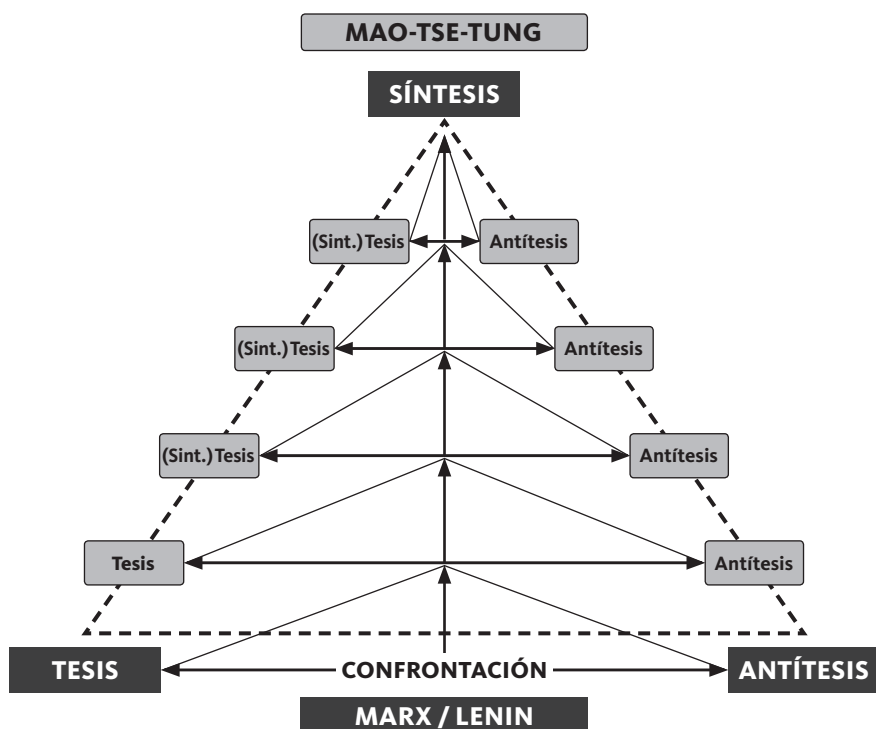 MAO-TSE-TUNG
SÍNTESIS
(Sint.) Tesis
Antítesis
(Sint.) Tesis
Antítesis
(Sint.) Tesis
Antítesis
Tesis
Antítesis
TESIS
CONFRONTACIÓN
ANTÍTESIS
MARX / LENIN